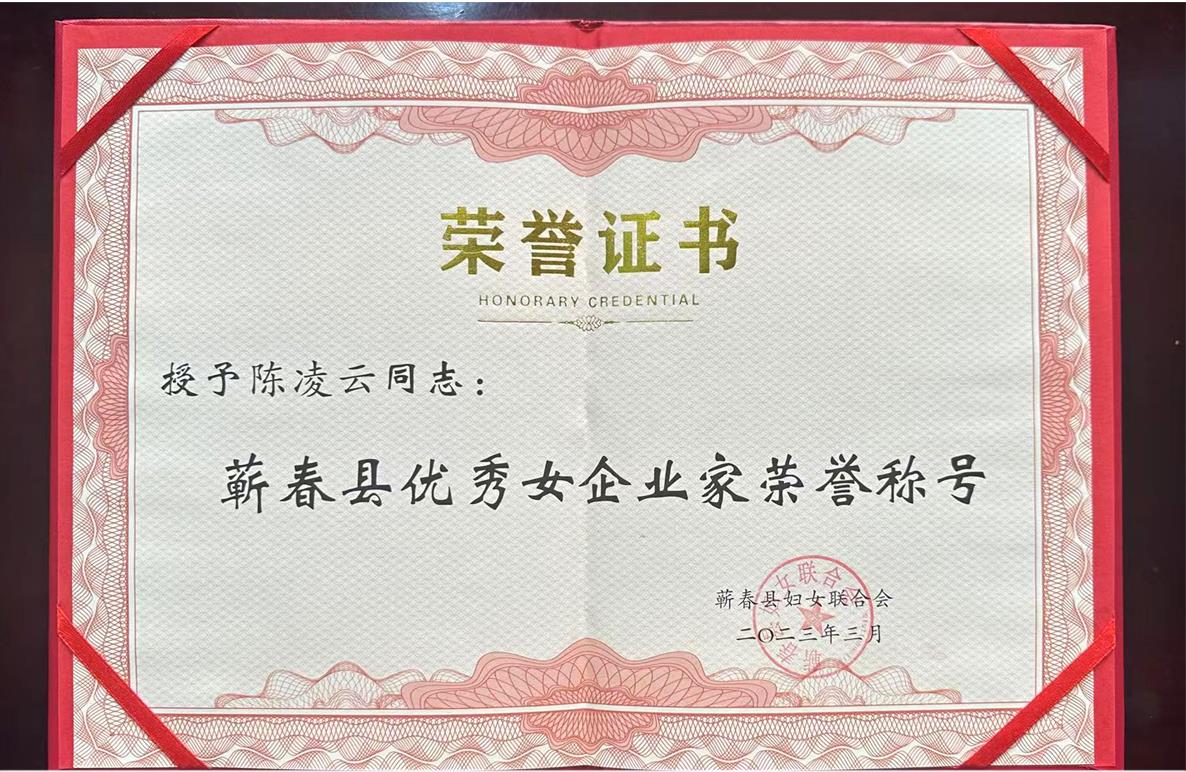 荣誉证书
HONORARY CREDENTIAL
授予陈凌云同志：
蕲春县优秀女企业家荣誉称号
蕲春县妇女联合会
二〇二三年三月